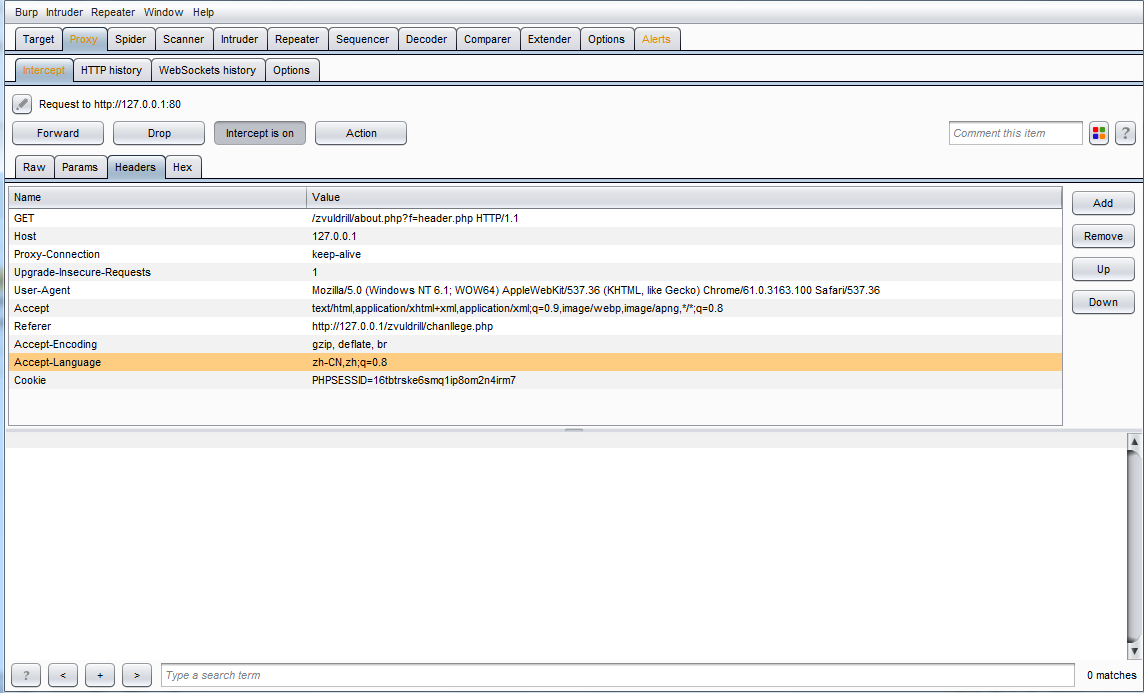 Burp Intruder Repeater Window Help
Target Proxy Spider Scanner Intruder Repeater Sequencer Decoder Comparer Extender Options Alerts
Intercept HTTP history WebSockets history Options
Request to http://127.0.0.1:80
Forward Drop Intercept is on Action Comment this item ?
Raw Params Headers Hex
Name Value
GET /zvuldrill/about.php?f=header.php HTTP/1.1
Host 127.0.0.1
Proxy-Connection keep-alive
Upgrade-Insecure-Requests 1
User-Agent Mozilla/5.0 (Windows NT 6.1; WOW64) AppleWebKit/537.36 (KHTML, like Gecko) Chrome/61.0.3163.100 Safari/537.36
Accept text/html,application/xhtml+xml,application/xml;q=0.9,image/webp,image/apng,*/*;q=0.8
Referer http://127.0.0.1/zvuldrill/chanllege.php
Accept-Encoding gzip, deflate, br
Accept-Language zh-CN,zh;q=0.8
Cookie PHPSESSID=16tbtrske6smq1ip8om2n4irm7
Add
Remove
Up
Down
? < + > Type a search term 0 matches